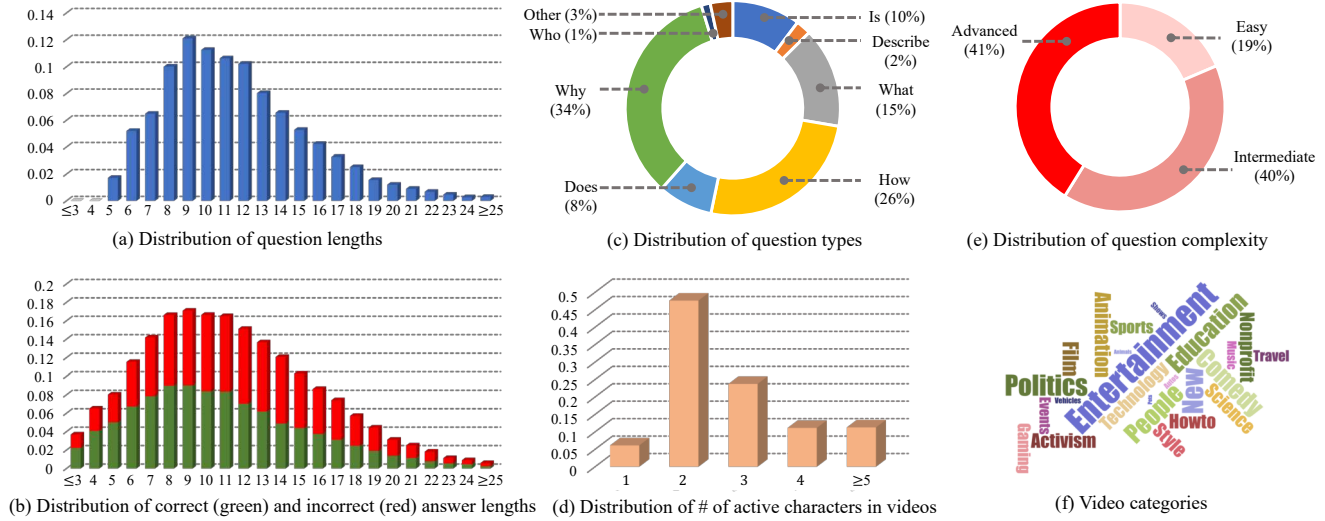 0.14
0.12
0.1
0.08
0.06
0.04
0.02
0
≤3 4 5 6 7 8 9 10 11 12 13 14 15 16 17 18 19 20 21 22 23 24 ≥25
(a) Distribution of question lengths
0.2
0.18
0.16
0.14
0.12
0.1
0.08
0.06
0.04
0.02
0
≤3 4 5 6 7 8 9 10 11 12 13 14 15 16 17 18 19 20 21 22 23 24 ≥25
(b) Distribution of correct (green) and incorrect (red) answer lengths
Other (3%)
Who (1%)
Why
(34%)
Does
(8%)
Is (10%)
Describe
(2%)
What
(15%)
How
(26%)
(c) Distribution of question types
0.5
0.45
0.4
0.35
0.3
0.25
0.2
0.15
0.1
0.05
0
1 2 3 4 ≥5
(d) Distribution of # of active characters in videos
Advanced
(41%)
Easy
(19%)
Intermediate
(40%)
(e) Distribution of question complexity
Animation
Sports
Shows
Entertainment
Education
Nonprofit
Music
Travel
Film
Politics
Vehicles
Events
Technology
Comedy
New
Science
People
Howto
Style
Activism
Gaming
(f) Video categories